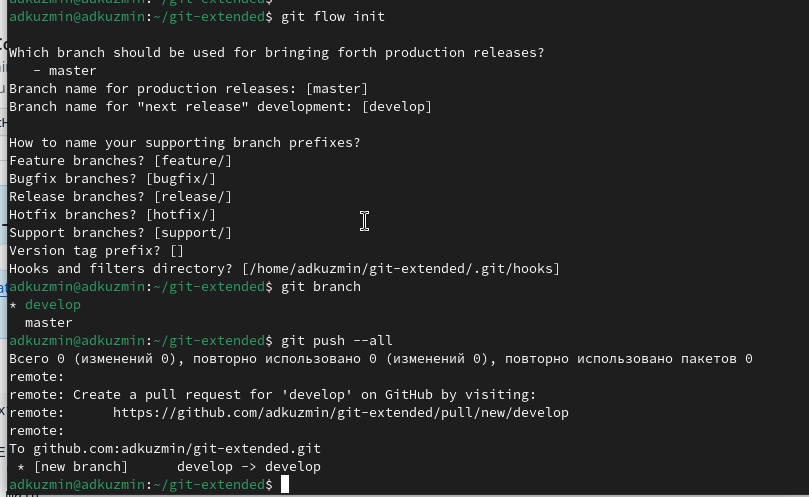 adkuzmin@adkuzmin:~/git-extended$ git flow init

Which branch should be used for bringing forth production releases?
   - master
Branch name for production releases: [master]
Branch name for "next release" development: [develop]

How to name your supporting branch prefixes?
Feature branches? [feature/]
Bugfix branches? [bugfix/]
Release branches? [release/]
Hotfix branches? [hotfix/]
Support branches? [support/]
Version tag prefix? []
Hooks and filters directory? [/home/adkuzmin/git-extended/.git/hooks]
adkuzmin@adkuzmin:~/git-extended$ git branch
* develop
  master
adkuzmin@adkuzmin:~/git-extended$ git push --all
Всего 0 (изменений 0), повторно использовано 0 (изменений 0), повторно использовано пакетов 0
remote:
remote: Create a pull request for 'develop' on GitHub by visiting:
remote:      https://github.com/adkuzmin/git-extended/pull/new/develop
remote:
To github.com:adkuzmin/git-extended.git
 * [new branch]      develop -> develop
adkuzmin@adkuzmin:~/git-extended$